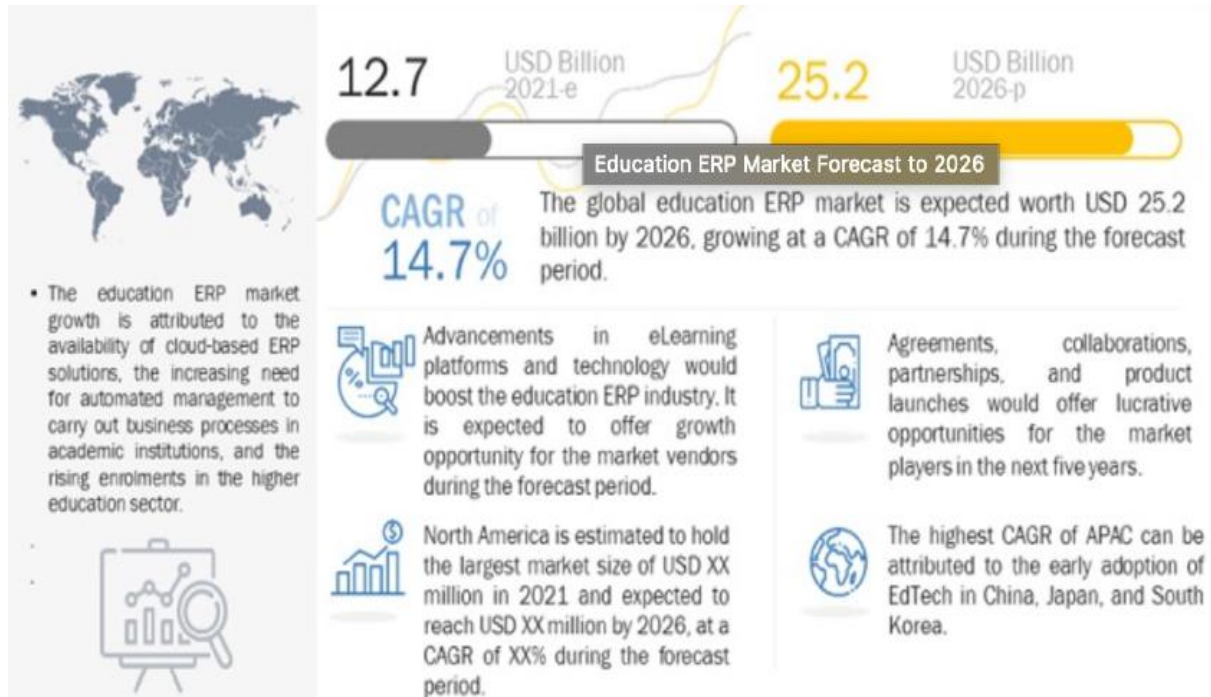 12.7
USD Billion
2021-e
25.2
USD Billion
2026-p
Education ERP Market Forecast to 2026
CAGR of
14.7%
The global education ERP market is expected worth USD 25.2
billion by 2026, growing at a CAGR of 14.7% during the forecast
period.
• The education ERP market
growth is attributed to the
availability of cloud-based ERP
solutions, the increasing need
for automated management to
carry out business processes in
academic institutions, and the
rising enrolments in the higher
education sector.
Advancements in eLearning
platforms and technology would
boost the education ERP industry. It
is expected to offer growth
opportunity for the market vendors
during the forecast period.
Agreements, collaborations,
partnerships, and product
launches would offer lucrative
opportunities for the market
players in the next five years.
North America is estimated to hold
the largest market size of USD XX
million in 2021 and expected to
reach USD XX million by 2026, at a
CAGR of XX% during the forecast
period.
The highest CAGR of APAC can be
attributed to the early adoption of
EdTech in China, Japan, and South
Korea.